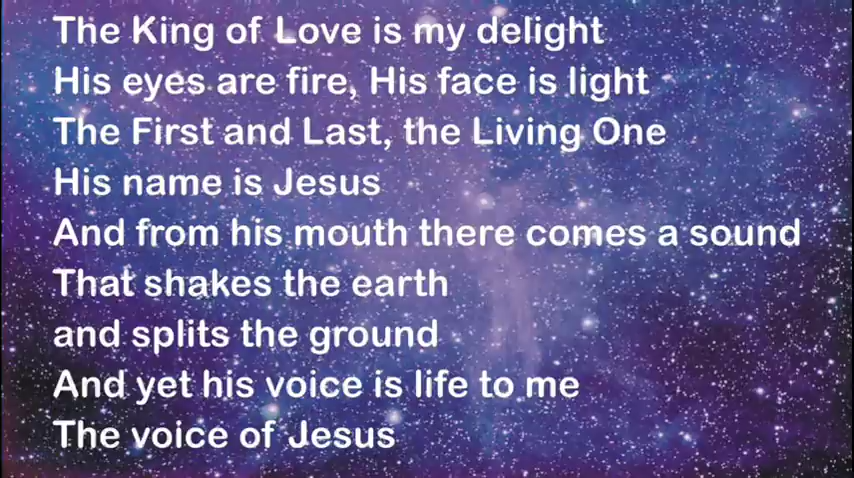 The King of Love is my delight
His eyes are fire, His face is light
The First and Last, the Living One
His name is Jesus
And from his mouth there comes a sound
That shakes the earth
and splits the ground
And yet his voice is life to me
The voice of Jesus